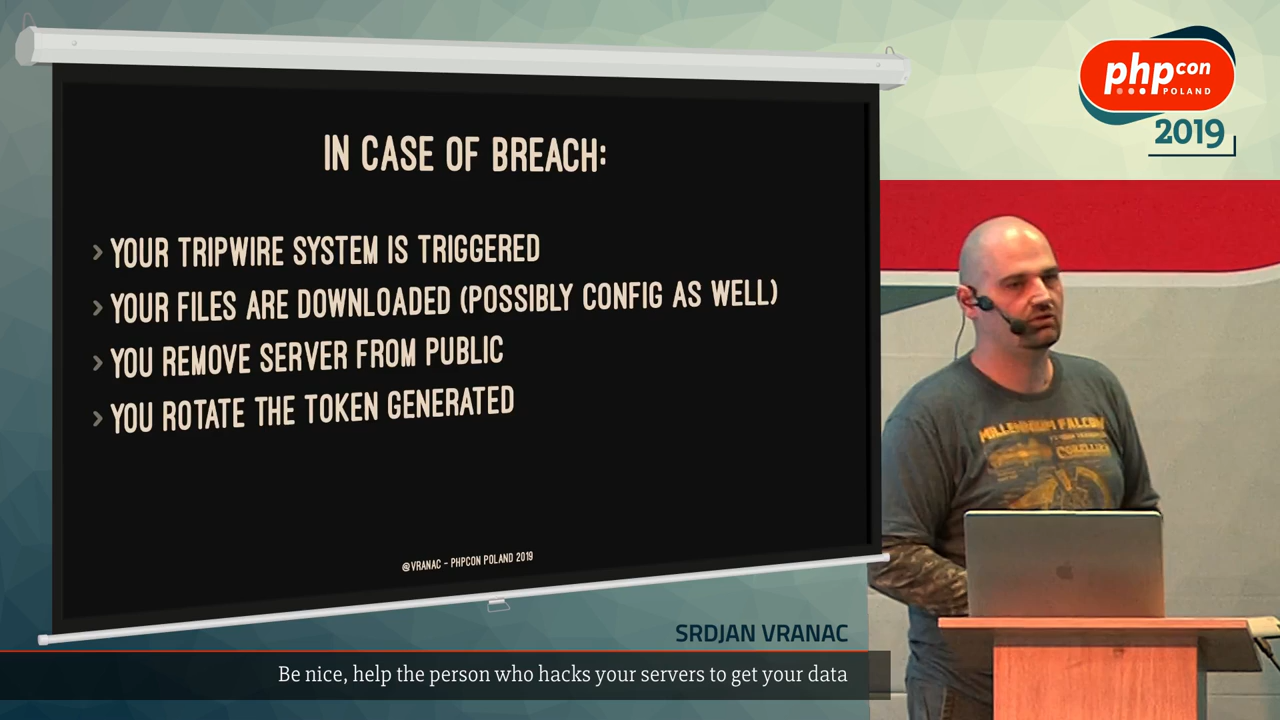 phpcon
POLAND
2019
IN CASE OF BREACH:
YOUR TRIPWIRE SYSTEM IS TRIGGERED
YOUR FILES ARE DOWNLOADED (POSSIBLY CONFIG AS WELL)
YOU REMOVE SERVER FROM PUBLIC
YOU ROTATE THE TOKEN GENERATED
@VRANAC - PHPCON POLAND 2019
MILLENNIUM FALCON
CORELLIAN
SRDJAN VRANAC
Be nice, help the person who hacks your servers to get your data